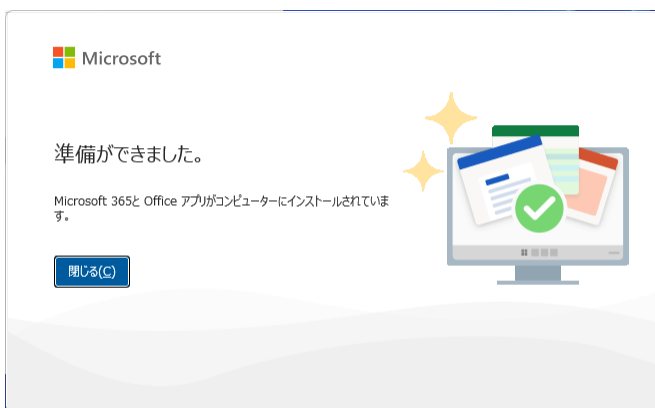 Microsoft
準備ができました。
Microsoft 365と Office アプリがコンピューターにインストールされていま
す。
閉じる(C)